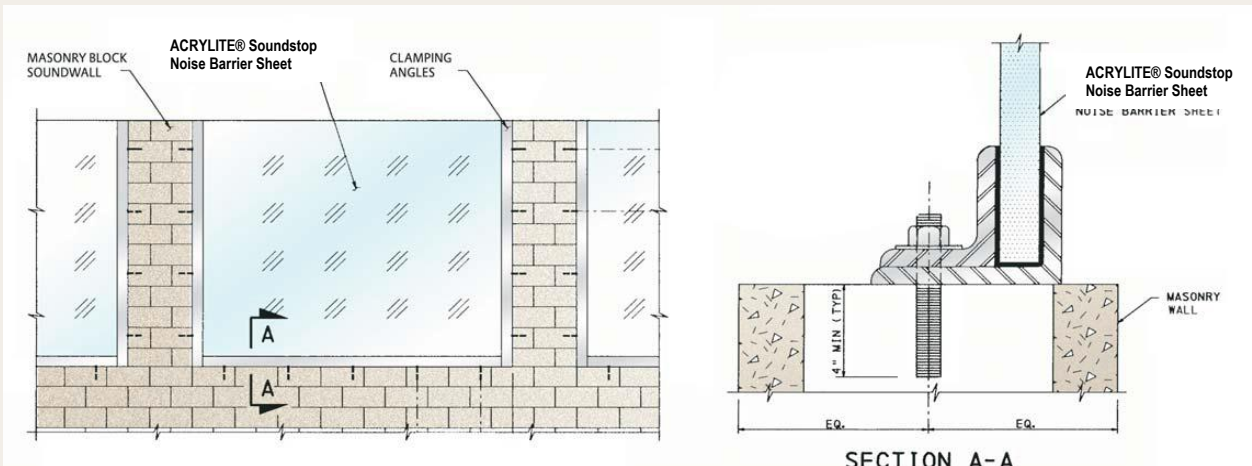 MASONRY BLOCK
SOUNDWALL
ACRYLITE® Soundstop
Noise Barrier Sheet
CLAMPING
ANGLES
A
A
ACRYLITE® Soundstop
Noise Barrier Sheet
NOISE BARRIER SHEET
MASONRY
WALL
4" MIN (TYP)
EQ.
EQ.
SECTION A-A